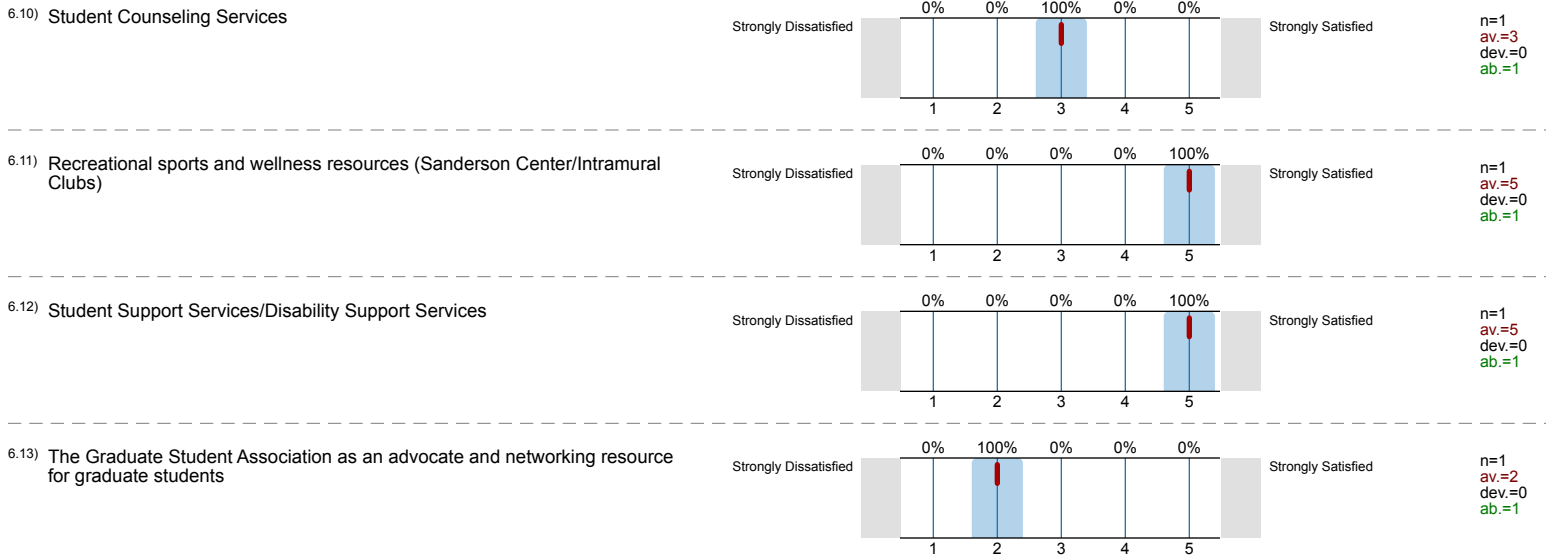 6.10) Student Counseling Services
Strongly Dissatisfied
0% 0% 100% 0% 0%
1 2 3 4 5
Strongly Satisfied
n=1
av.=3
dev.=0
ab.=1
6.11) Recreational sports and wellness resources (Sanderson Center/Intramural
Clubs)
Strongly Dissatisfied
0% 0% 0% 0% 100%
1 2 3 4 5
Strongly Satisfied
n=1
av.=5
dev.=0
ab.=1
6.12) Student Support Services/Disability Support Services
Strongly Dissatisfied
0% 0% 0% 0% 100%
1 2 3 4 5
Strongly Satisfied
n=1
av.=5
dev.=0
ab.=1
6.13) The Graduate Student Association as an advocate and networking resource
for graduate students
Strongly Dissatisfied
0% 100% 0% 0% 0%
1 2 3 4 5
Strongly Satisfied
n=1
av.=2
dev.=0
ab.=1